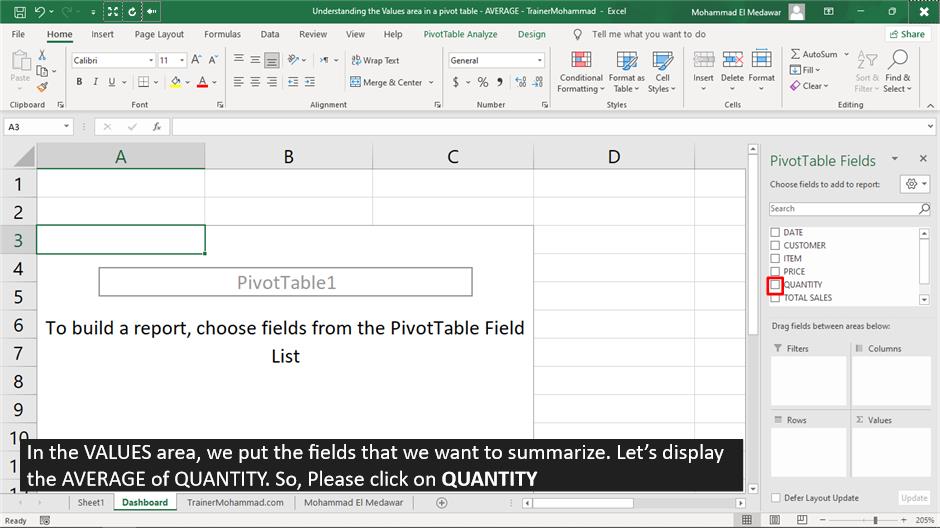 Understanding the Values area in a pivot table - AVERAGE - TrainerMohammad - Excel
Mohammad El Medawar
File Home Insert Page Layout Formulas Data Review View Help PivotTable Analyze Design Tell me what you want to do Share
Calibri 11 Wrap Text General AutoSum
Paste Fill
B I U Merge & Center $ % Clear
Conditional Formatting Format as Table Cell Styles Insert Delete Format Sort & Filter Find & Select
Clipboard Font Alignment Number Styles Cells Editing
A3 fx
A B C D
1
2
3
4
5
6
7
8
9
10
PivotTable1
To build a report, choose fields from the PivotTable Field
List
PivotTable Fields
Choose fields to add to report:
Search
DATE
CUSTOMER
ITEM
PRICE
QUANTITY
TOTAL SALES
Drag fields between areas below:
Filters Columns
Rows Σ Values
Defer Layout Update Update
In the VALUES area, we put the fields that we want to summarize. Let's display
the AVERAGE of QUANTITY. So, Please click on QUANTITY
Sheet1 Dashboard TrainerMohammad.com Mohammad El Medawar
Ready 205%